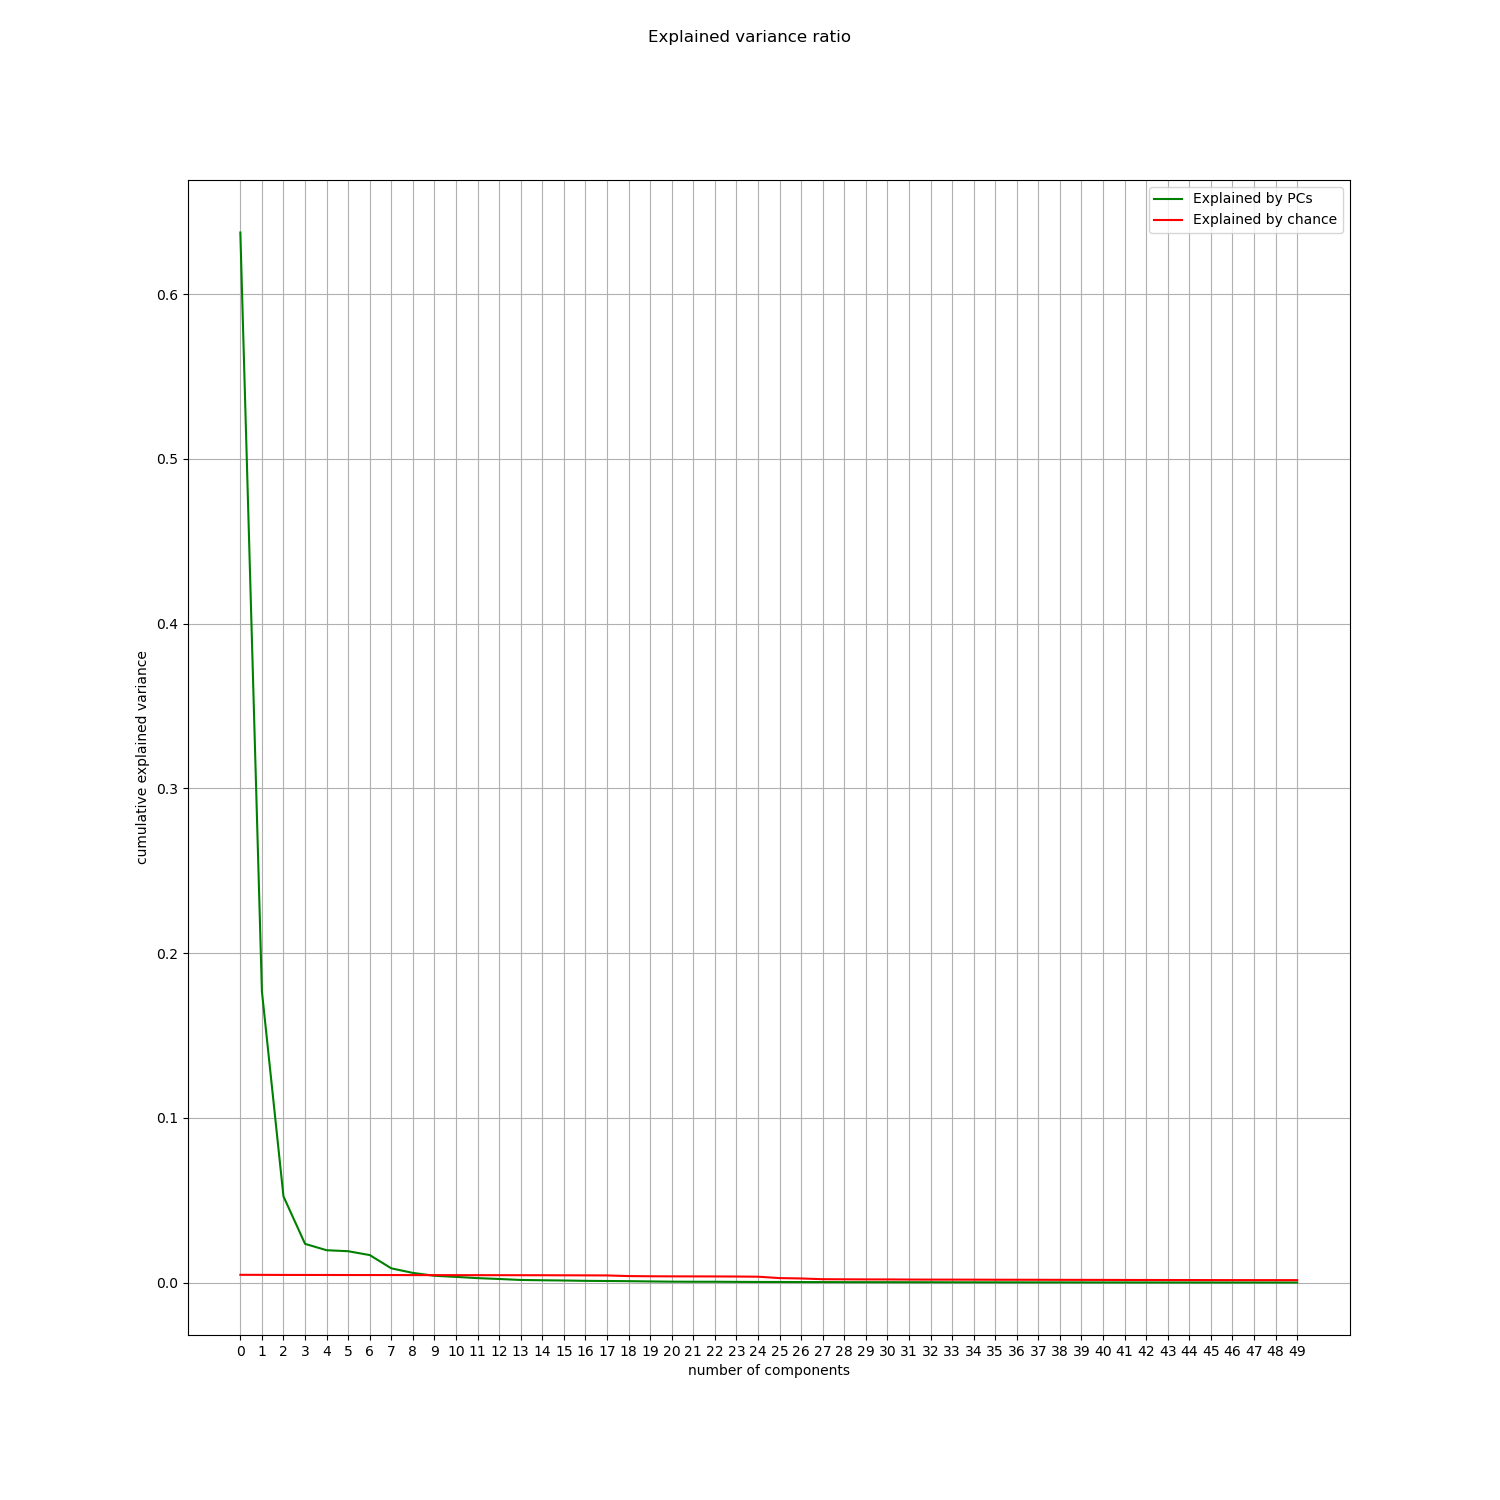 Explained variance ratio
Explained by PCs
Explained by chance
0.6
0.5
0.4
0.3
0.2
0.1
0.0
cumulative explained variance
0 1 2 3 4 5 6 7 8 9 10 11 12 13 14 15 16 17 18 19 20 21 22 23 24 25 26 27 28 29 30 31 32 33 34 35 36 37 38 39 40 41 42 43 44 45 46 47 48 49
number of components